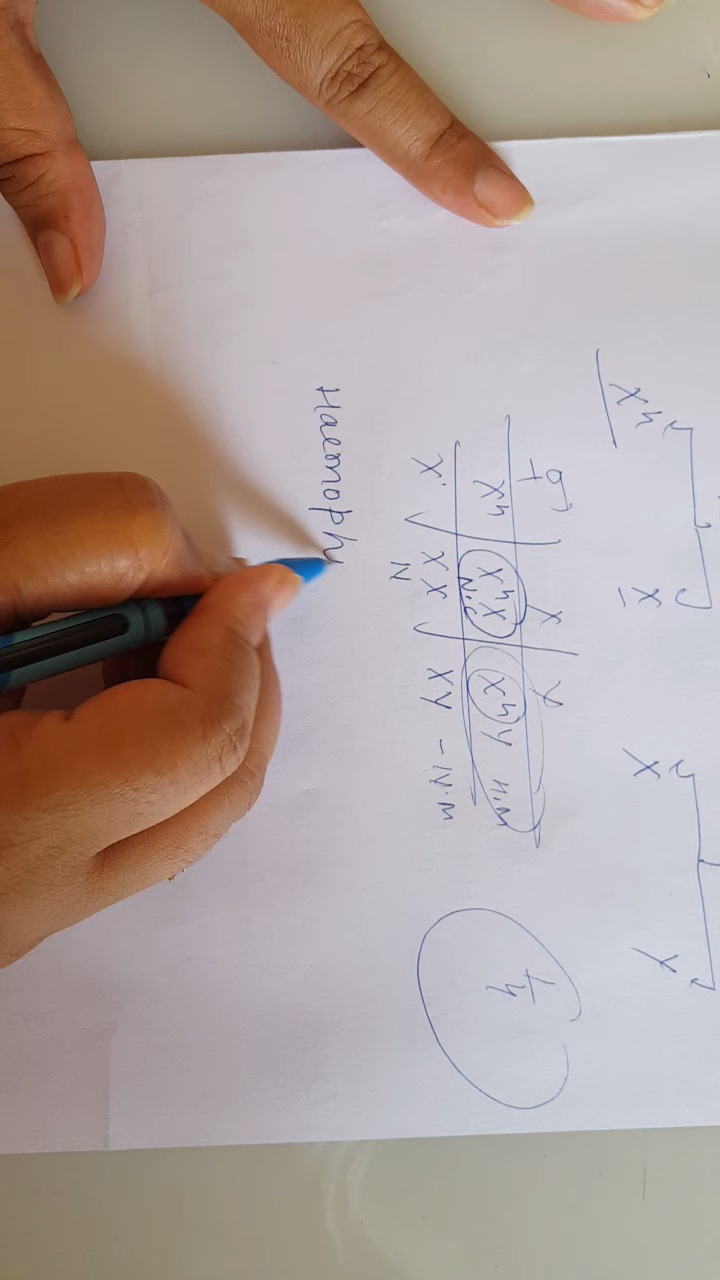 Xʰ X X Y
♀ X Y
Xʰ XʰX XʰY H.M
N.C
X. XX XY - N.M
N
1/4
Haemoph